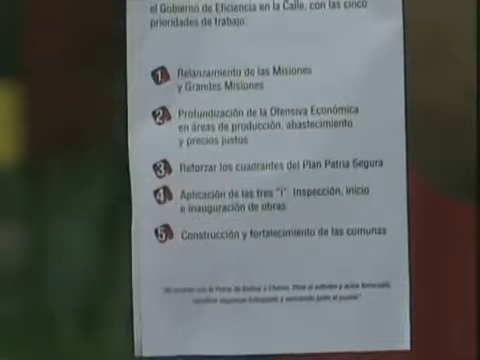 el Gobierno de Eficiencia en la Calle, con las cinco
prioridades de trabajo.
1 Relanzamiento de las Misiones
y Grandes Misiones
2 Profundización de la Ofensiva Económica
en áreas de producción, abastecimiento
y precios justos
3 Reforzar los cuadrantes del Plan Patria Segura
4 Aplicación de las tres "i". Inspección, inicio
e inauguración de obras
5 Construcción y fortalecimiento de las comunas